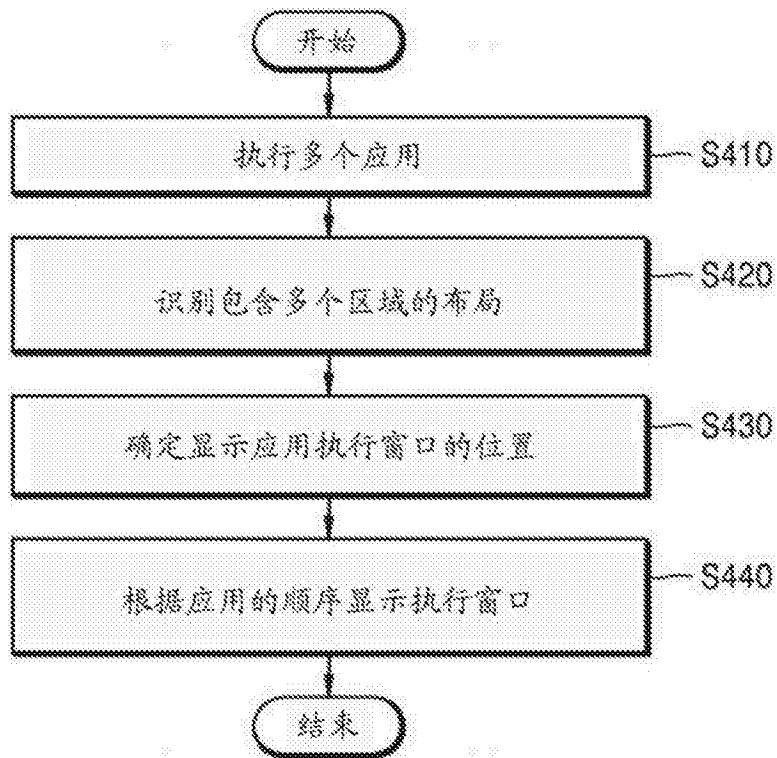 开始
执行多个应用
S410
识别包含多个区域的布局
S420
确定显示应用执行窗口的位置
S430
根据应用的顺序显示执行窗口
S440
结束